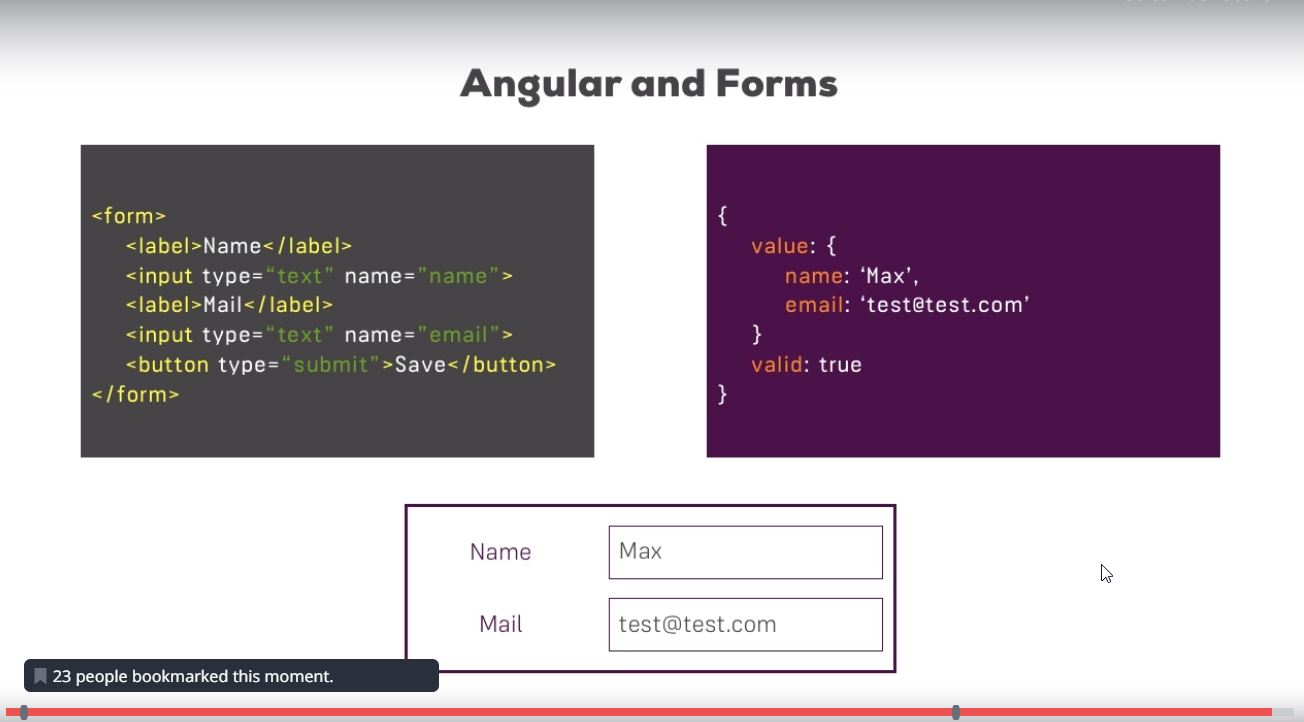 Angular and Forms
<form>
<label>Name</label>
<input type=“text” name=”name”>
<label>Mail</label>
<input type=“text” name=”email”>
<button type=“submit”>Save</button>
</form>
{
value: {
name: ‘Max’,
email: ‘test@test.com’
}
valid: true
}
Name Max
Mail test@test.com
23 people bookmarked this moment.